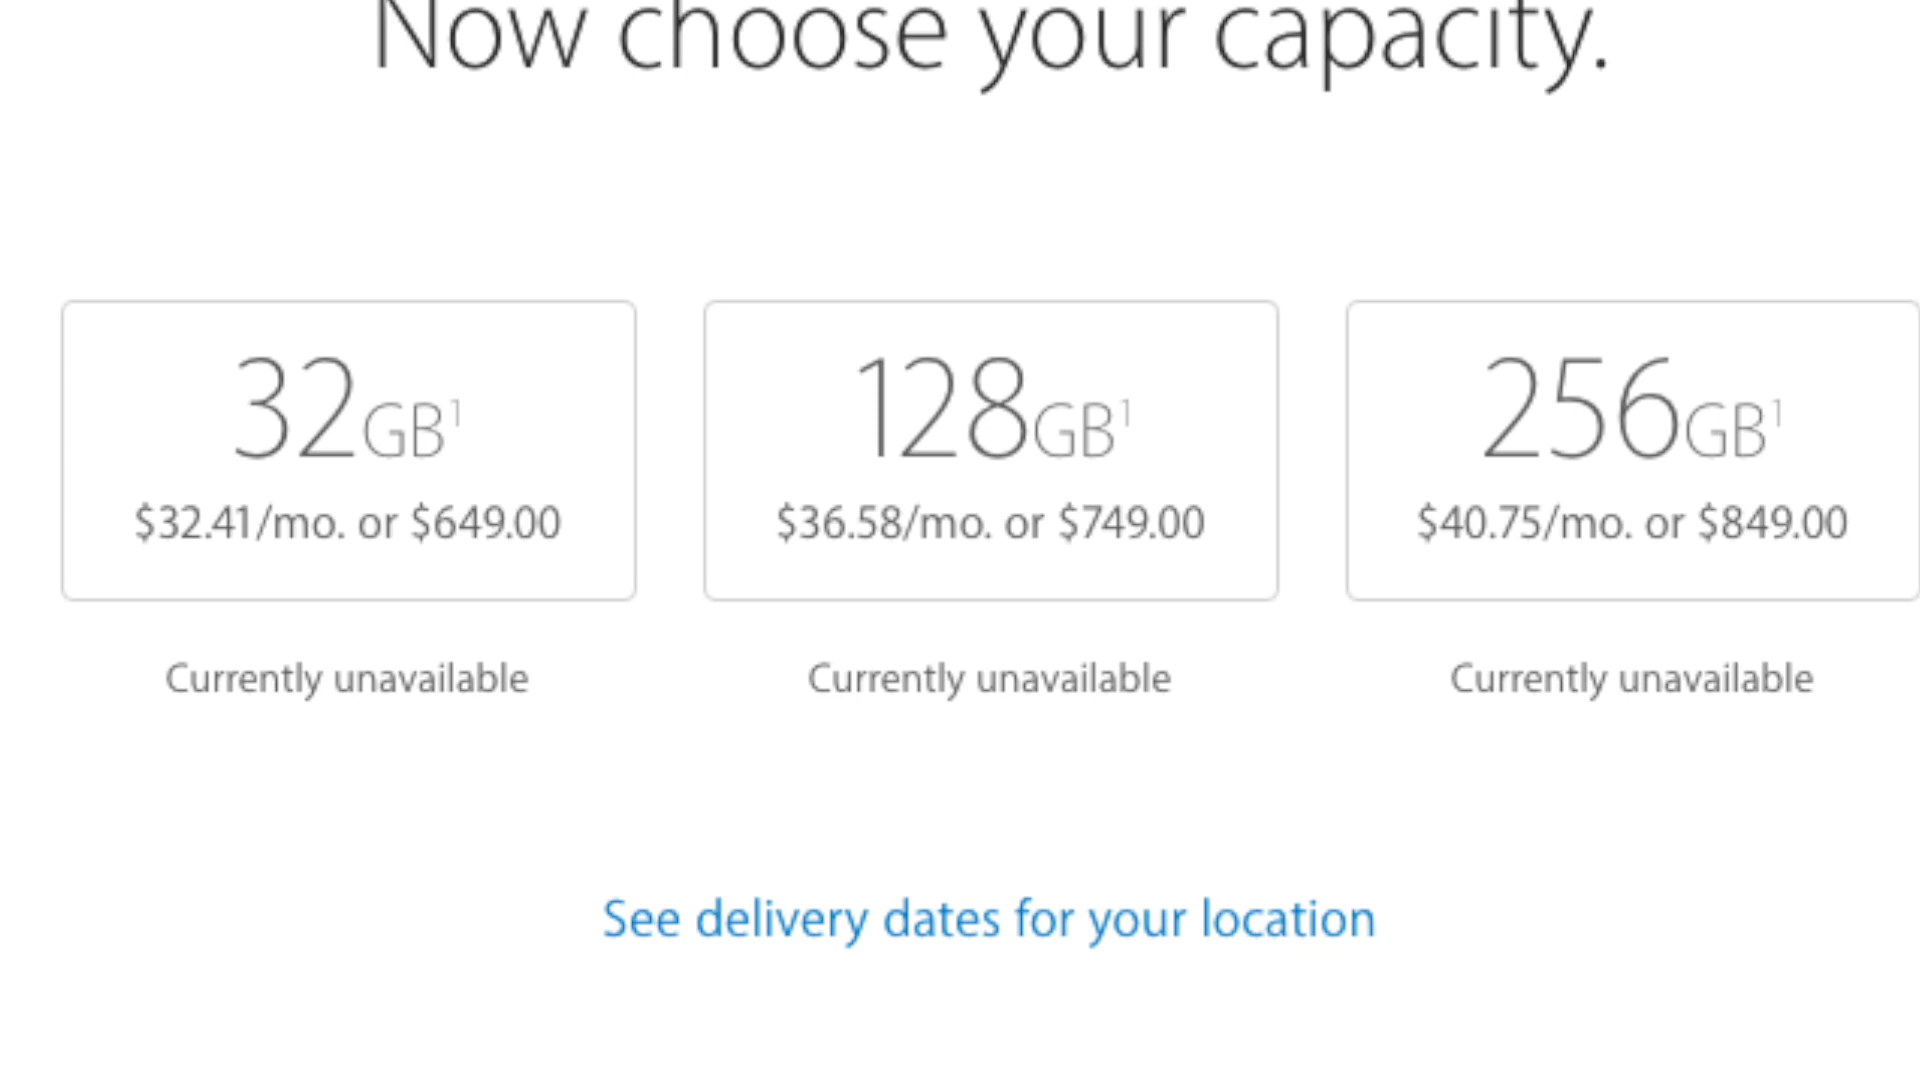 Now choose your capacity.
32GB¹ 128GB¹ 256GB¹
$32.41/mo. or $649.00 $36.58/mo. or $749.00 $40.75/mo. or $849.00
Currently unavailable Currently unavailable Currently unavailable
See delivery dates for your location